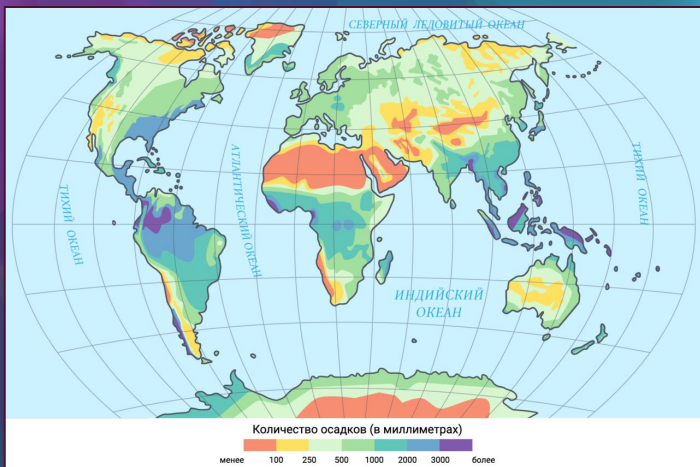 СЕВЕРНЫЙ ЛЕДОВИТЫЙ ОКЕАН
АТЛАНТИЧЕСКИЙ ОКЕАН
ТИХИЙ ОКЕАН
ТИХИЙ ОКЕАН
ИНДИЙСКИЙ
ОКЕАН
Количество осадков (в миллиметрах)
менее 100 250 500 1000 2000 3000 более